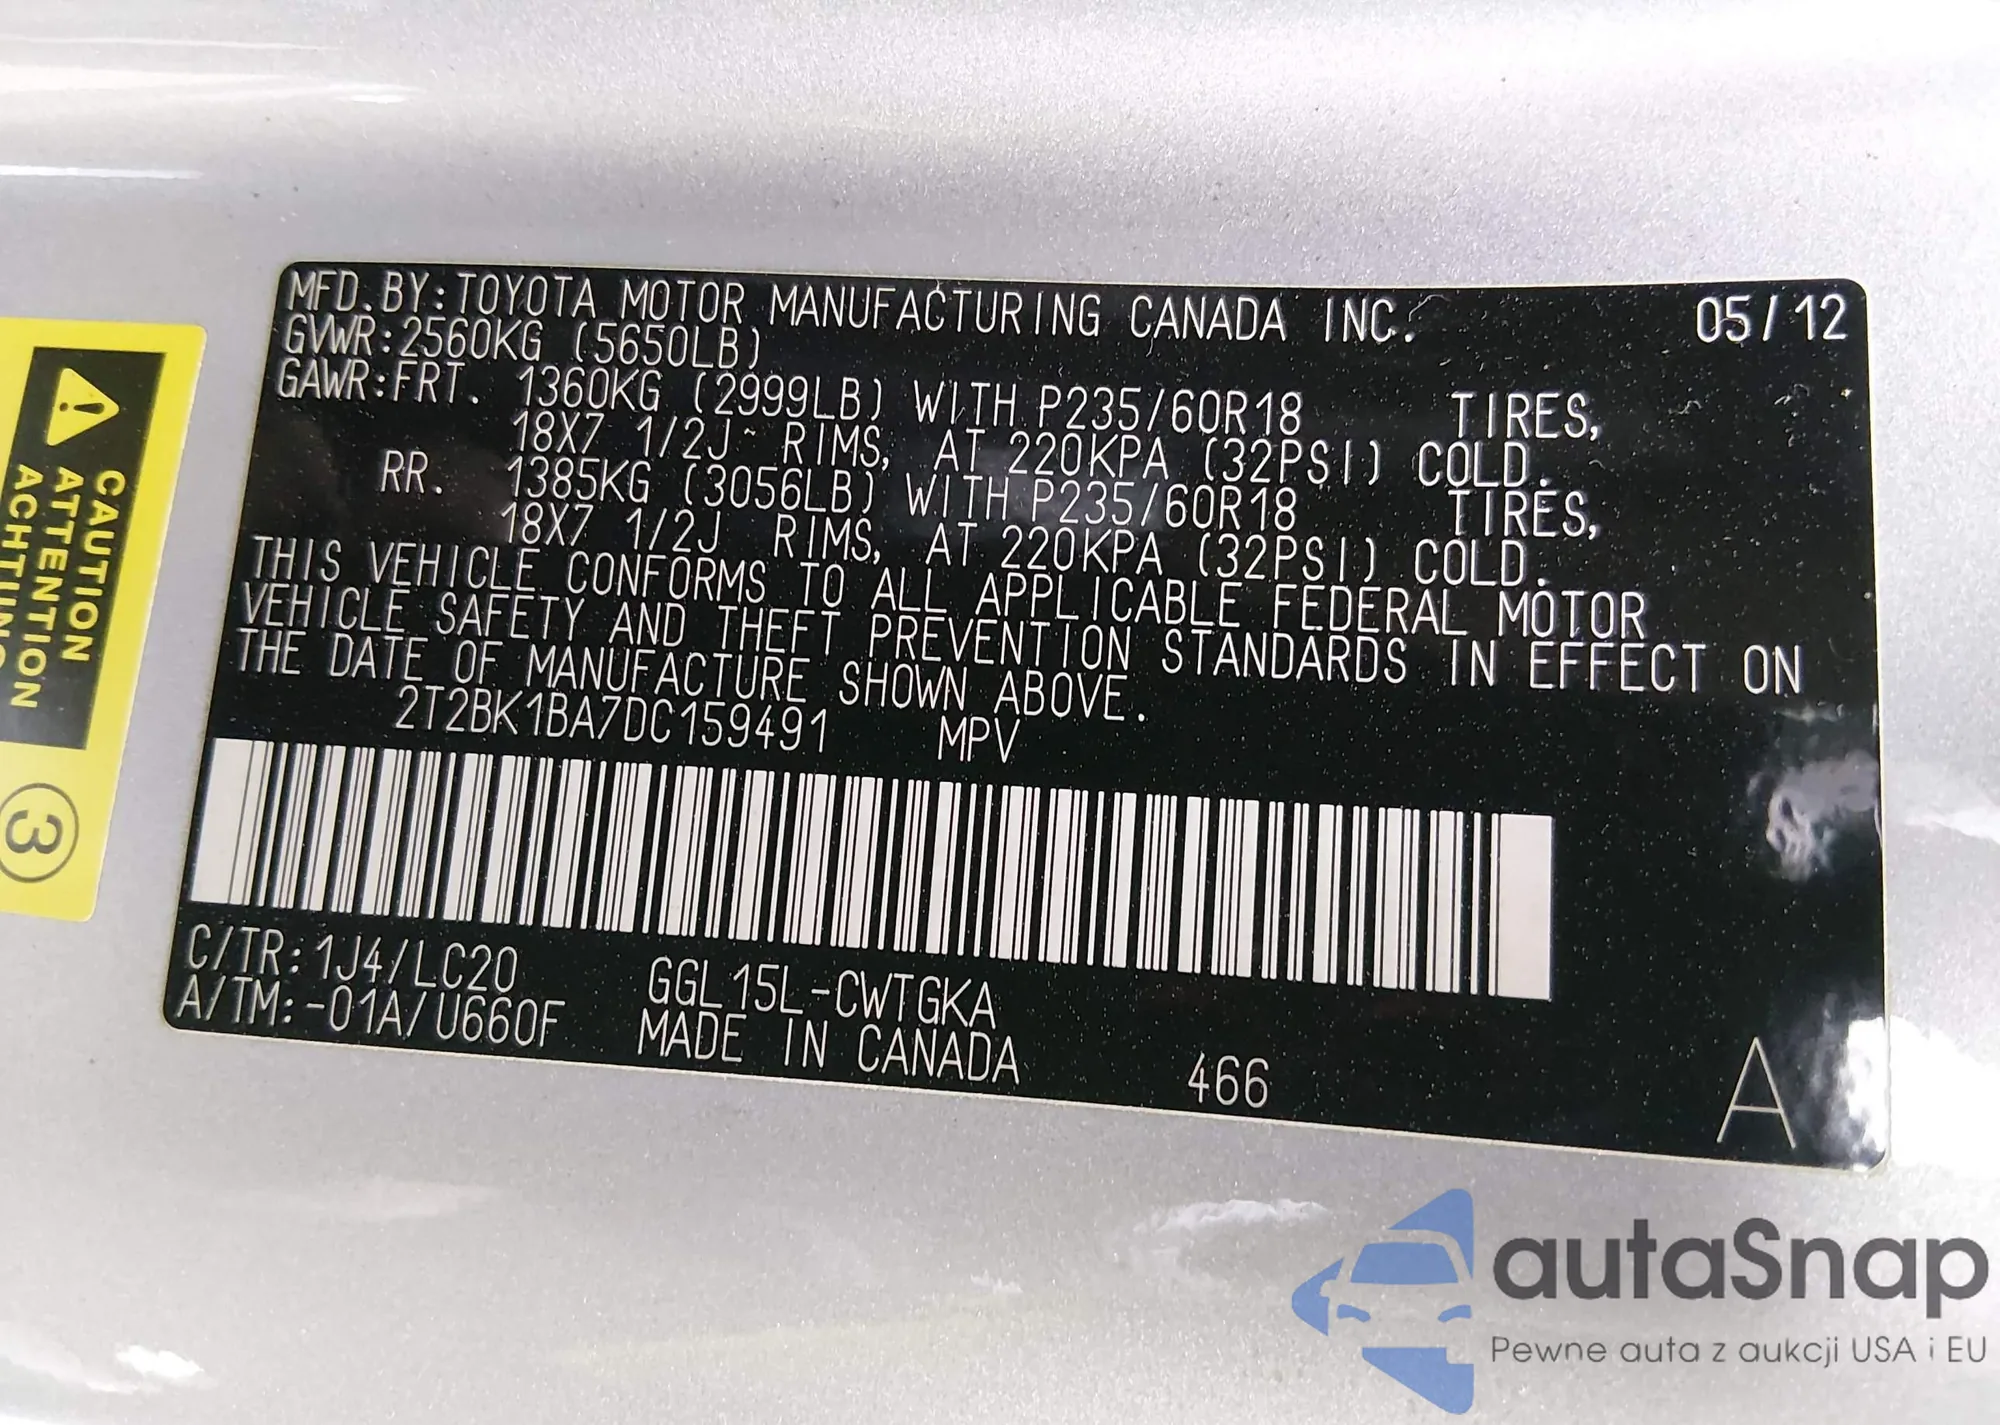 MFD. BY: TOYOTA MOTOR MANUFACTURING CANADA INC. 05/12
GVWR: 2560KG (5650LB)
GAWR: FRT. 1360KG (2999LB) WITH P235/60R18 TIRES,
18X7 1/2J RIMS, AT 220KPA (32PSI) COLD.
RR. 1385KG (3056LB) WITH P235/60R18 TIRES,
18X7 1/2J RIMS, AT 220KPA (32PSI) COLD.
THIS VEHICLE CONFORMS TO ALL APPLICABLE FEDERAL MOTOR
VEHICLE SAFETY AND THEFT PREVENTION STANDARDS IN EFFECT ON
THE DATE OF MANUFACTURE SHOWN ABOVE.
2T2BK1BA7DC159491 MPV
C/TR: 1J4/LC20 GGL15L-CWTGKA
A/TM: -01A/U660F MADE IN CANADA 466 A
CAUTION
ATTENTION
3
autaSnap
Pewne auta z aukcji USA i EU